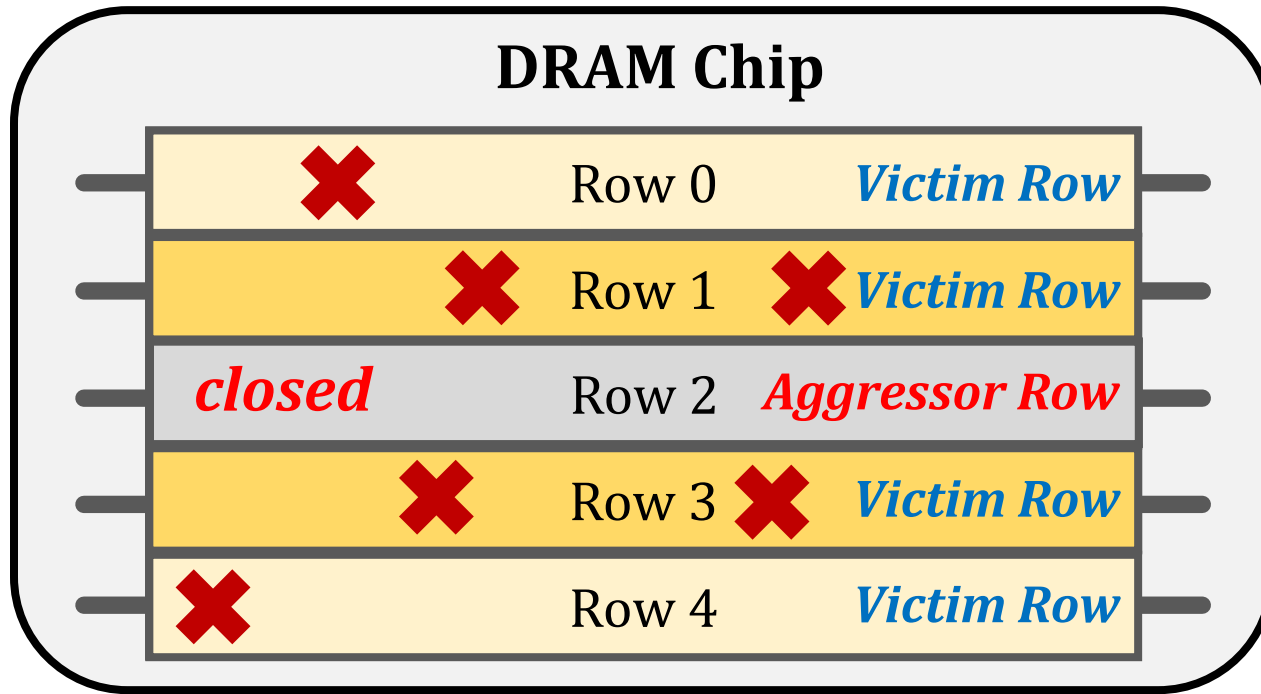 DRAM Chip
Row 0 Victim Row
Row 1 Victim Row
closed Row 2 Aggressor Row
Row 3 Victim Row
Row 4 Victim Row